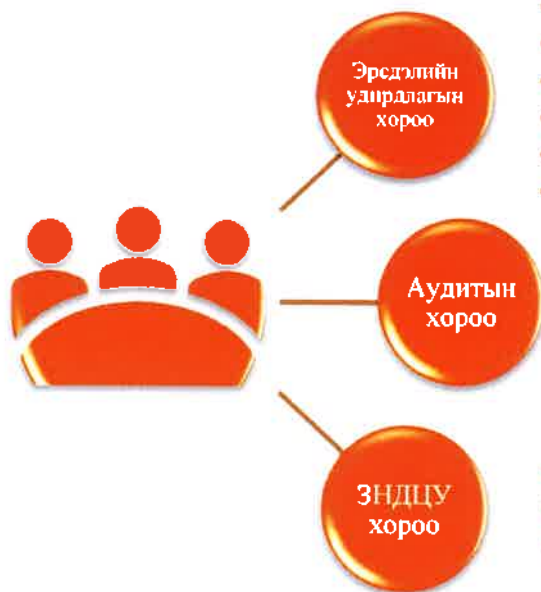 Эрсдэлийн
удирдлагын
хороо
Аудитын
хороо
ЗНДЦУ
хороо